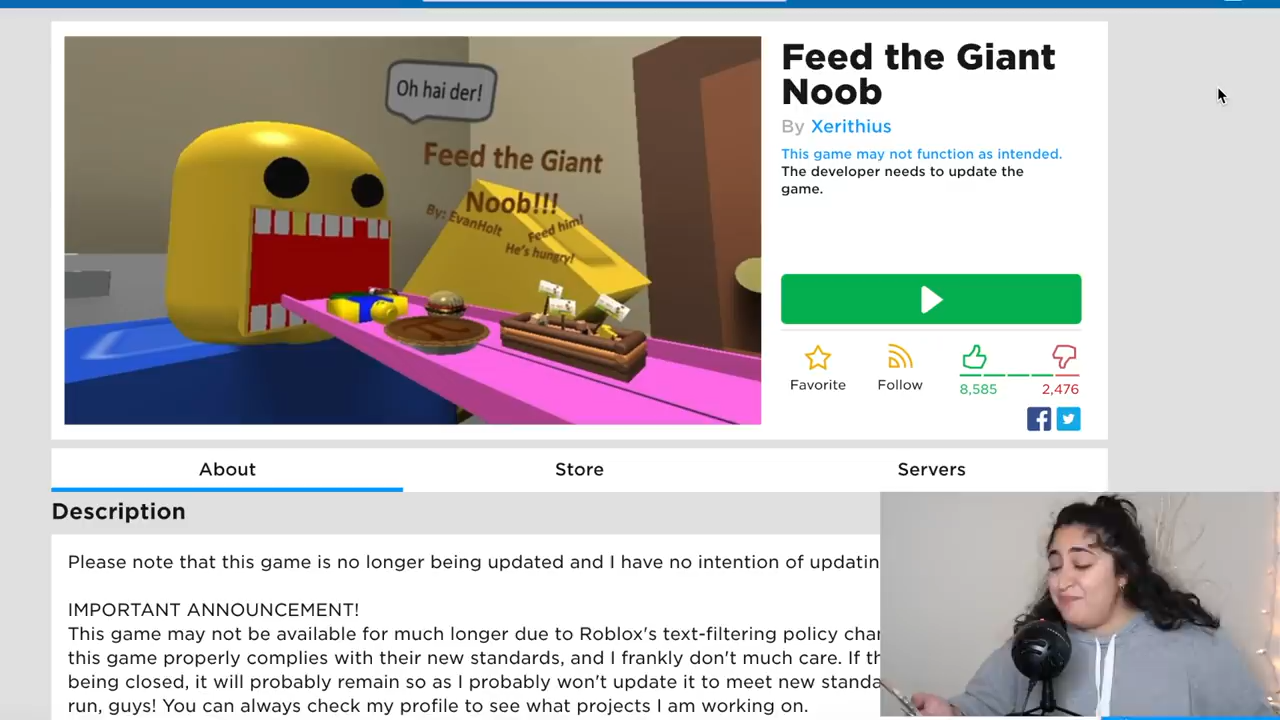 Oh hai der!
Feed the Giant
Noob!!!
By: EvanHolt
Feed him!
He's hungry!
Feed the Giant
Noob
By Xerithius
This game may not function as intended.
The developer needs to update the
game.
Favorite
Follow
8,585
2,476
About
Store
Servers
Description
Please note that this game is no longer being updated and I have no intention of updatin
IMPORTANT ANNOUNCEMENT!
This game may not be available for much longer due to Roblox's text-filtering policy chan
this game properly complies with their new standards, and I frankly don't much care. If th
being closed, it will probably remain so as I probably won't update it to meet new standa
run, guys! You can always check my profile to see what projects I am working on.